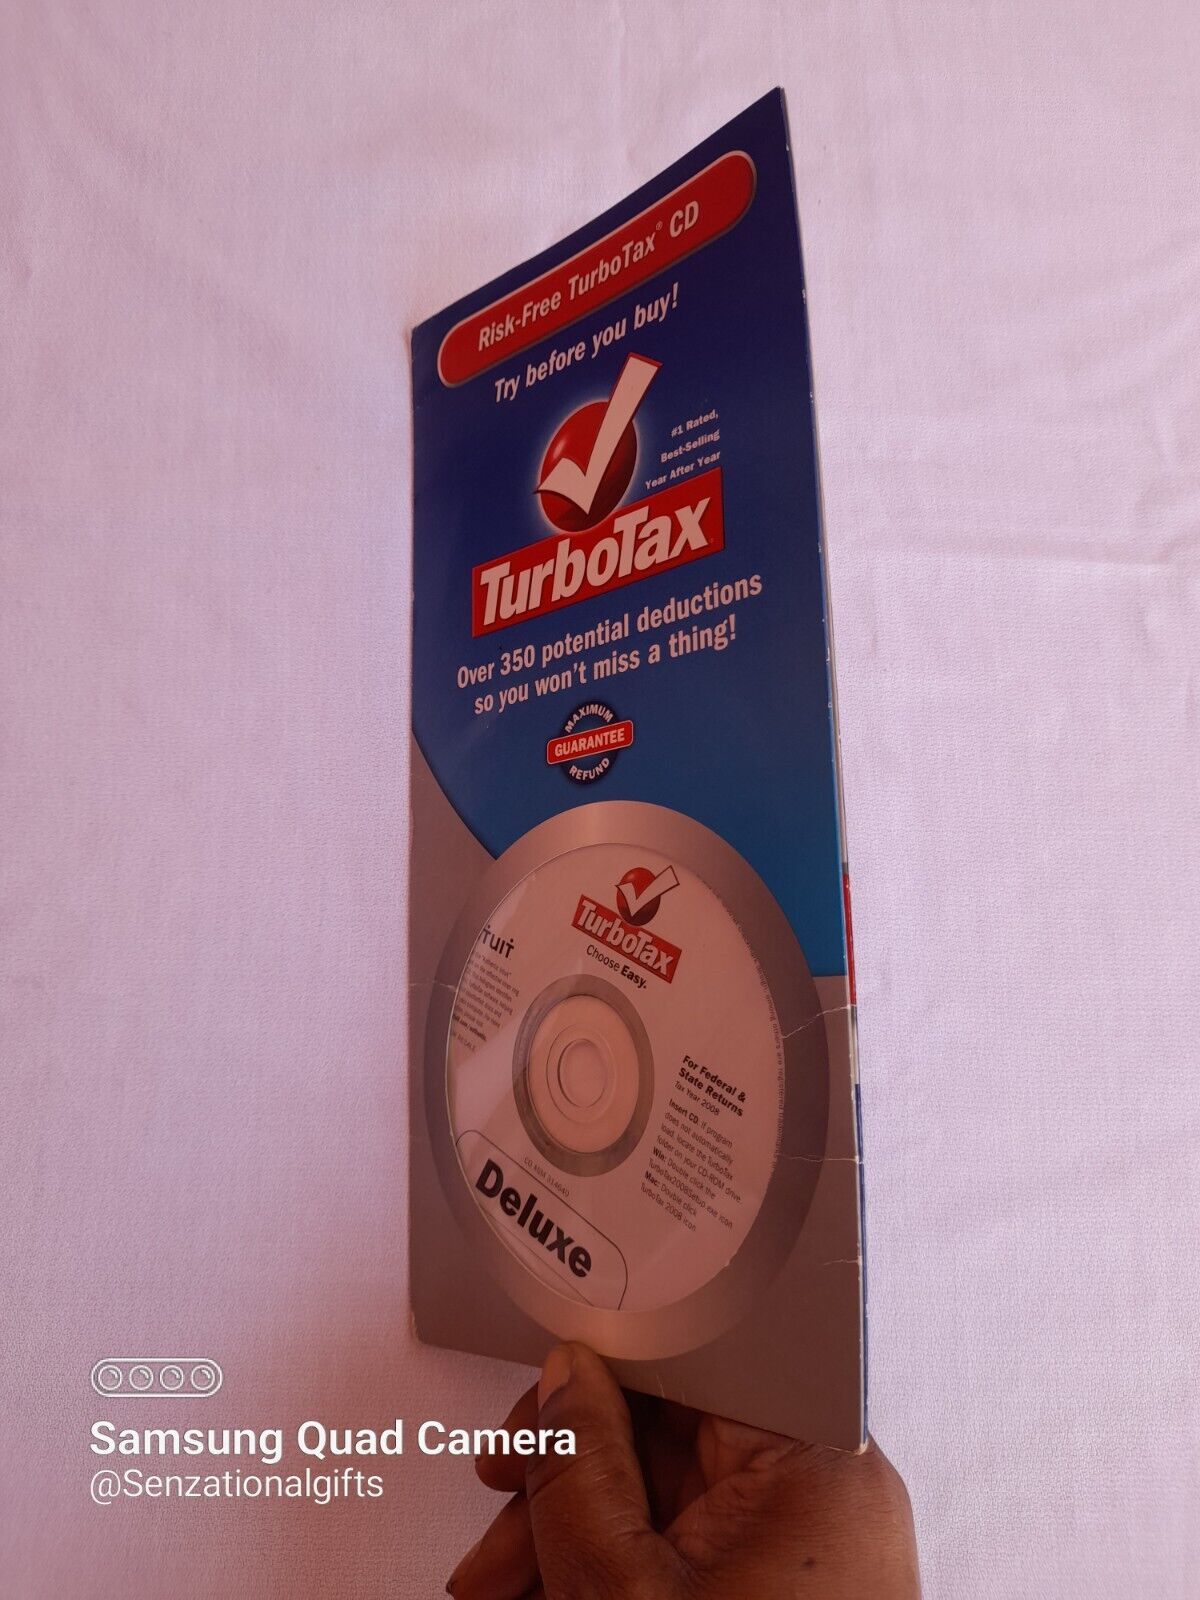 Risk-Free TurboTax® CD
Try before you buy!
#1 Rated,
Best-Selling
Year After Year
TurboTax
Over 350 potential deductions
so you won't miss a thing!
MAXIMUM
GUARANTEE
REFUND
TurboTax
Choose Easy.
For Federal &
State Returns
Tax Year 2008
Insert CD. If program
does not automatically
load, locate the TurboTax
folder on your CD-ROM drive.
Win: Double click the
TurboTax2008Setup.exe icon
Mac: Double click
TurboTax 2008 icon.
Deluxe
Samsung Quad Camera
@Senzationalgifts